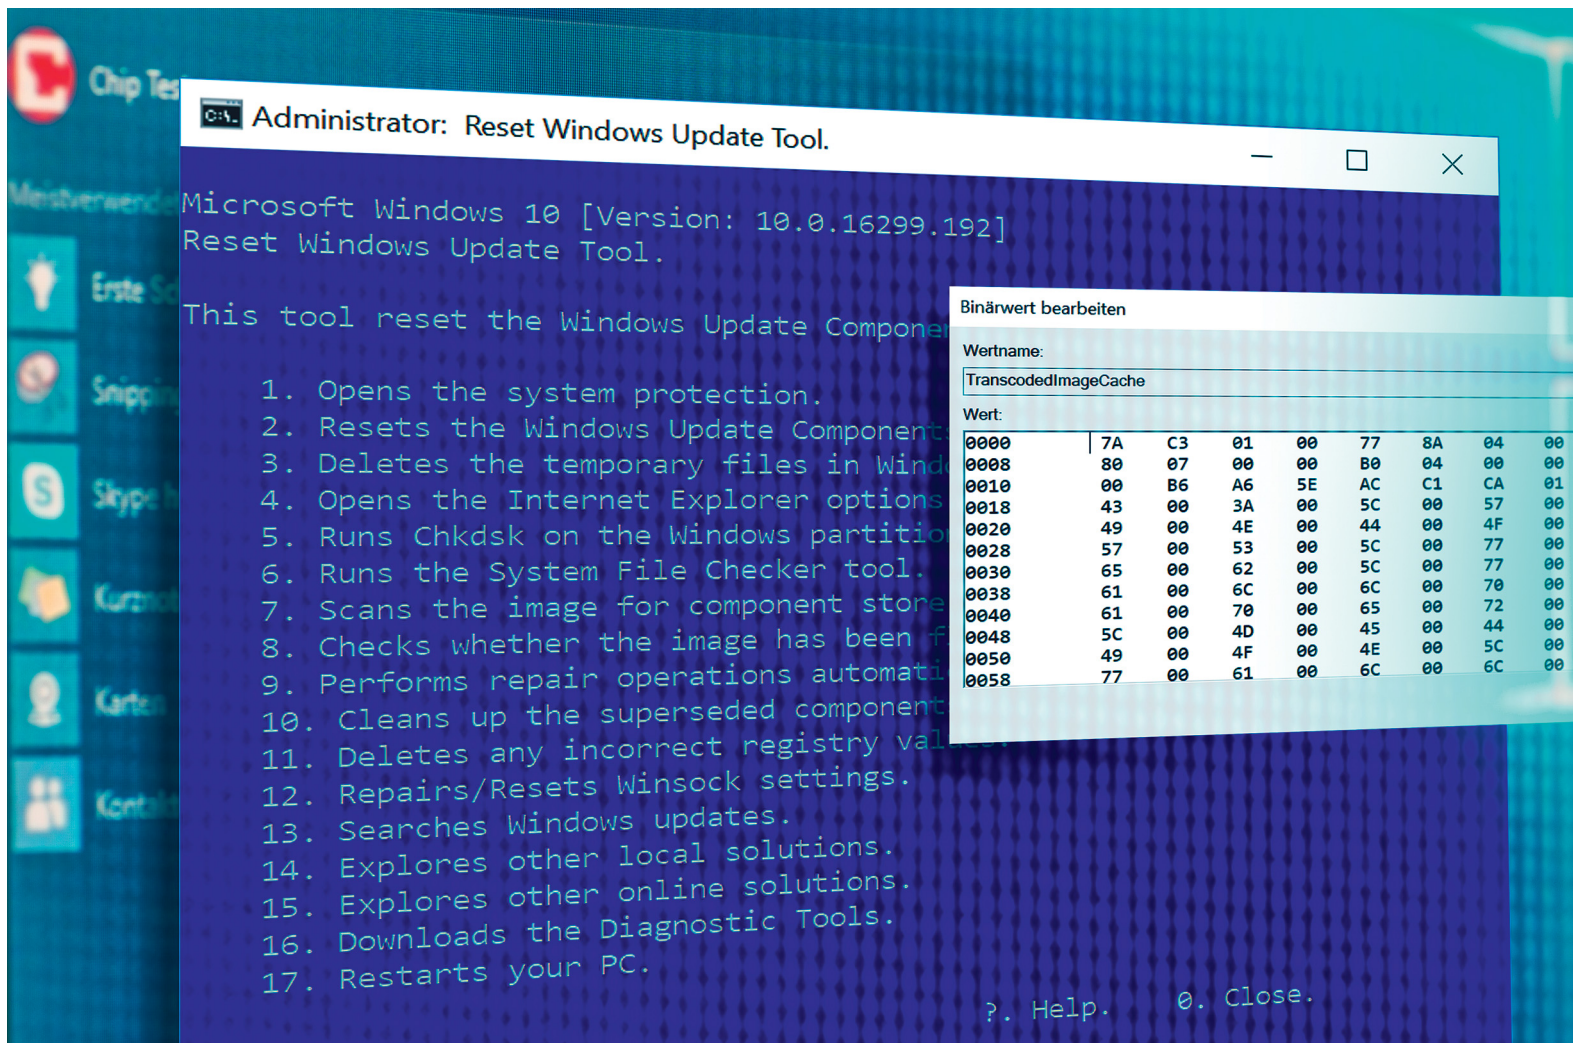 Chip Tes
Administrator: Reset Windows Update Tool.
Meistverwendet
Microsoft Windows 10 [Version: 10.0.16299.192]
Reset Windows Update Tool.
This tool reset the Windows Update Componen
1. Opens the system protection.
2. Resets the Windows Update Components
3. Deletes the temporary files in Windo
4. Opens the Internet Explorer options
5. Runs Chkdsk on the Windows partition
6. Runs the System File Checker tool.
7. Scans the image for component store
8. Checks whether the image has been f
9. Performs repair operations automati
10. Cleans up the superseded component
11. Deletes any incorrect registry values.
12. Repairs/Resets Winsock settings.
13. Searches Windows updates.
14. Explores other local solutions.
15. Explores other online solutions.
16. Downloads the Diagnostic Tools.
17. Restarts your PC.
?. Help. 0. Close.
Erste Sc
Snipping
Skype h
Kurznot
Karten
Kontakt
Binärwert bearbeiten
Wertname:
TranscodedImageCache
Wert:
0000 7A C3 01 00 77 8A 04 00
0008 80 07 00 00 B0 04 00 00
0010 00 B6 A6 5E AC C1 CA 01
0018 43 00 3A 00 5C 00 57 00
0020 49 00 4E 00 44 00 4F 00
0028 57 00 53 00 5C 00 77 00
0030 65 00 62 00 5C 00 77 00
0038 61 00 6C 00 6C 00 70 00
0040 61 00 70 00 65 00 72 00
0048 5C 00 4D 00 45 00 44 00
0050 49 00 4F 00 4E 00 5C 00
0058 77 00 61 00 6C 00 6C 00